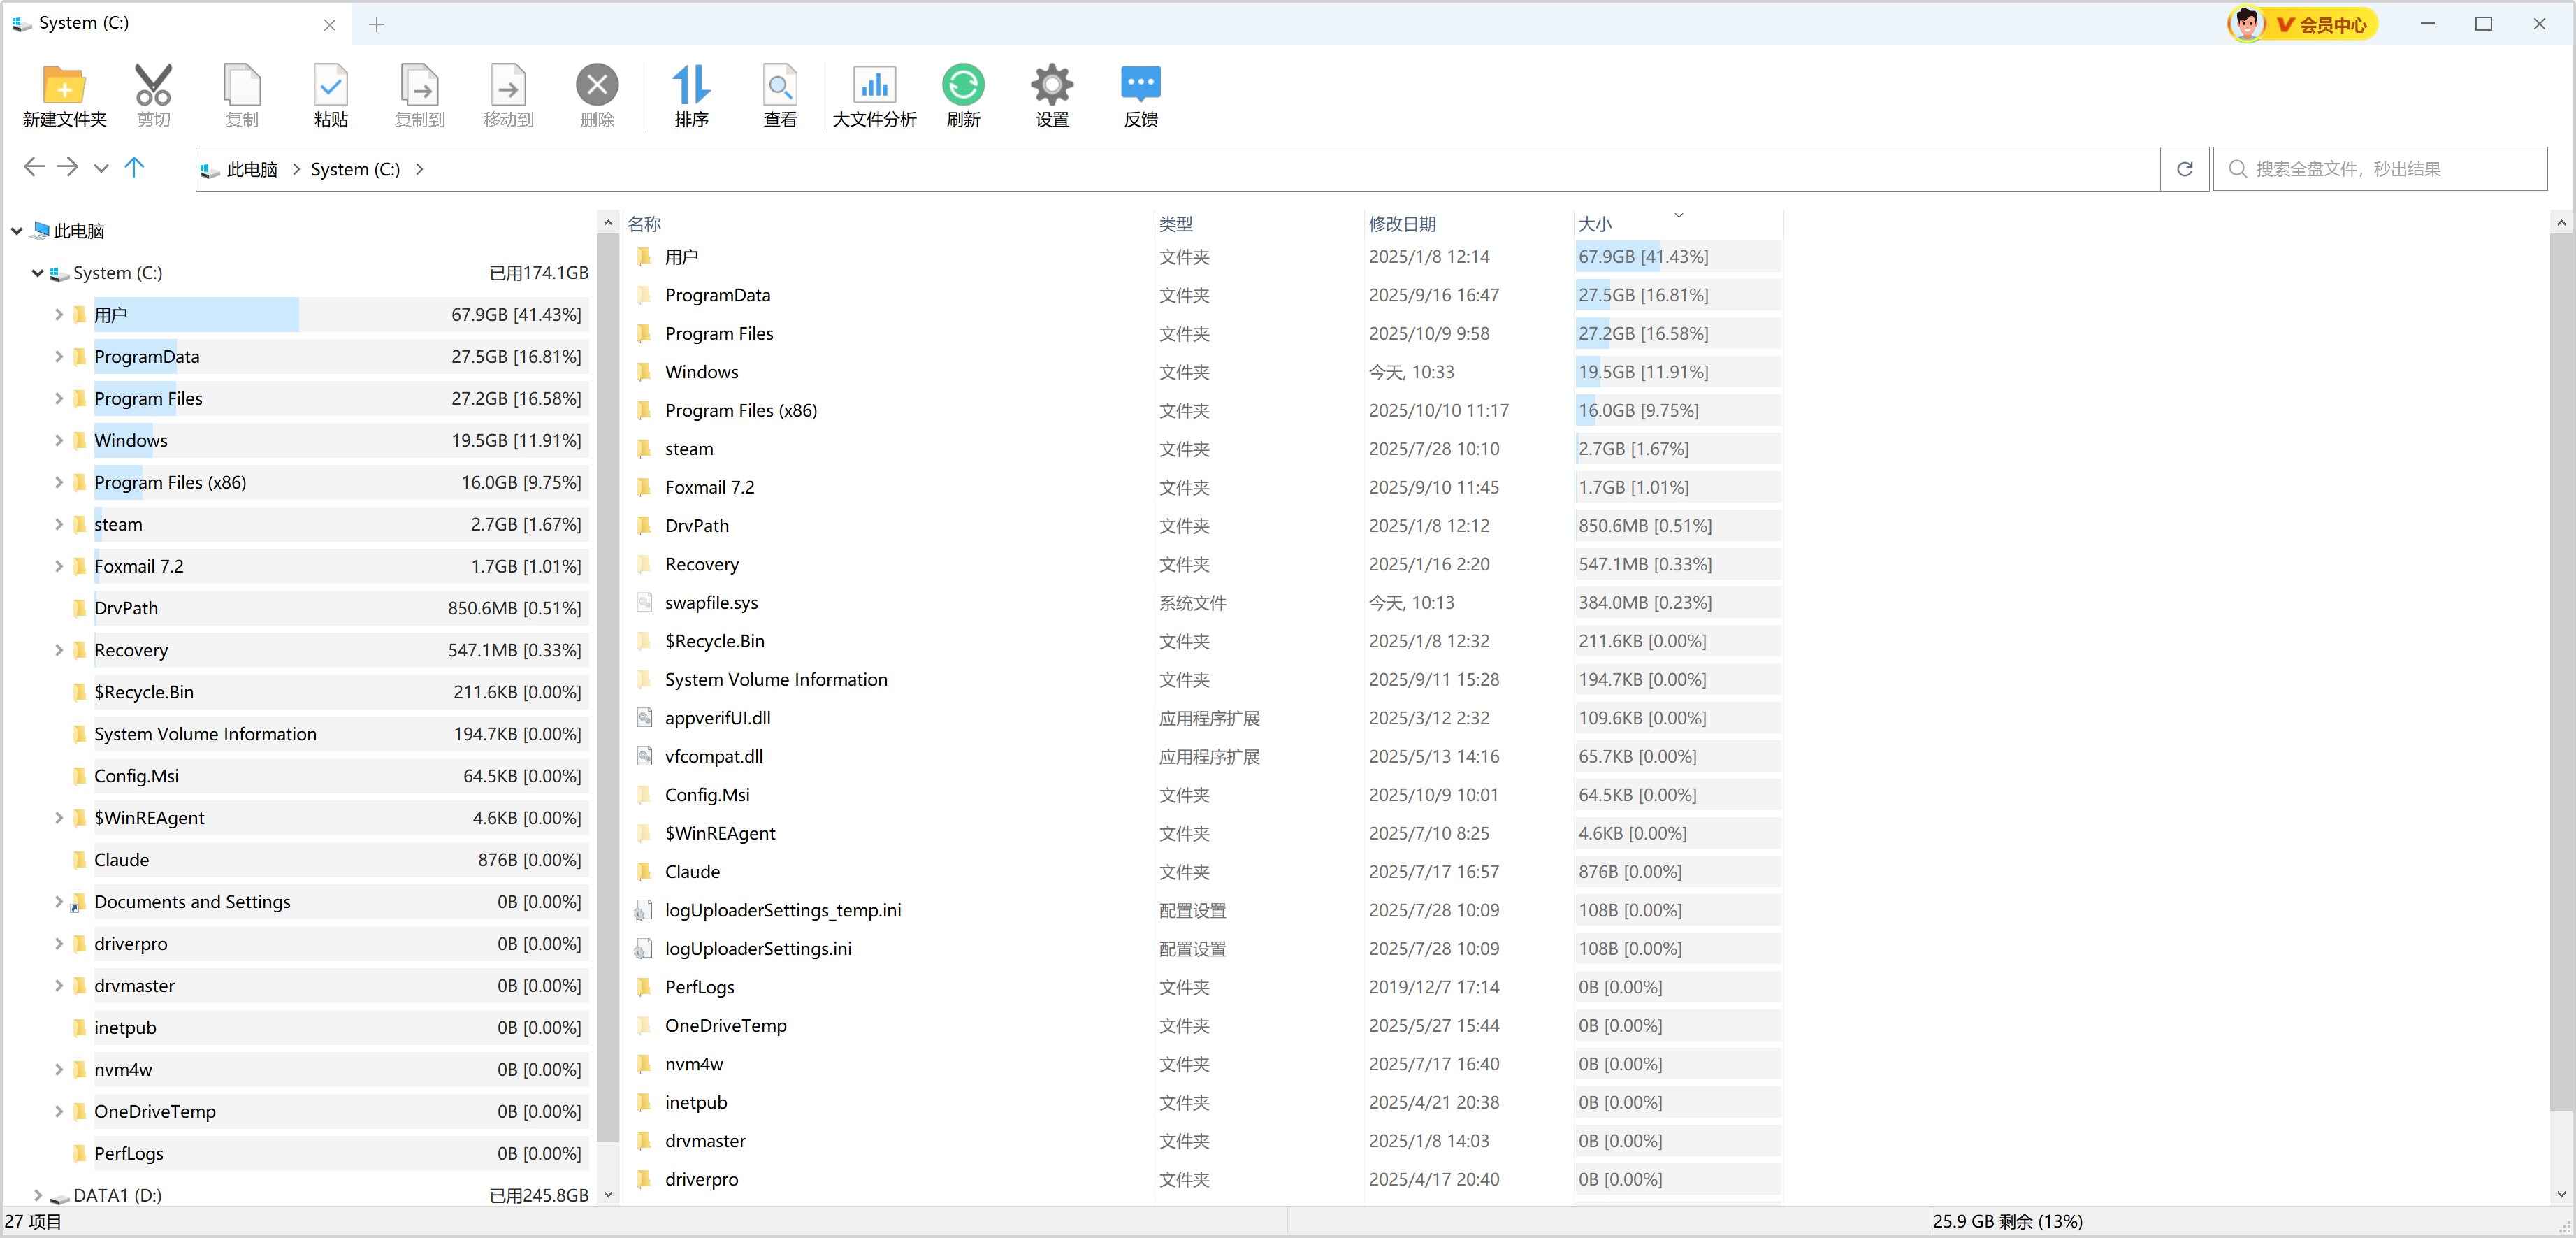 System (C:)
会员中心
新建文件夹 剪切 复制 粘贴 复制到 移动到 删除 排序 查看 大文件分析 刷新 设置 反馈
此电脑 System (C:)
搜索全盘文件，秒出结果
此电脑
System (C:) 已用174.1GB
用户 67.9GB [41.43%]
ProgramData 27.5GB [16.81%]
Program Files 27.2GB [16.58%]
Windows 19.5GB [11.91%]
Program Files (x86) 16.0GB [9.75%]
steam 2.7GB [1.67%]
Foxmail 7.2 1.7GB [1.01%]
DrvPath 850.6MB [0.51%]
Recovery 547.1MB [0.33%]
$Recycle.Bin 211.6KB [0.00%]
System Volume Information 194.7KB [0.00%]
Config.Msi 64.5KB [0.00%]
$WinREAgent 4.6KB [0.00%]
Claude 876B [0.00%]
Documents and Settings 0B [0.00%]
driverpro 0B [0.00%]
drvmaster 0B [0.00%]
inetpub 0B [0.00%]
nvm4w 0B [0.00%]
OneDriveTemp 0B [0.00%]
PerfLogs 0B [0.00%]
DATA1 (D:) 已用245.8GB
名称 类型 修改日期 大小
用户 文件夹 2025/1/8 12:14 67.9GB [41.43%]
ProgramData 文件夹 2025/9/16 16:47 27.5GB [16.81%]
Program Files 文件夹 2025/10/9 9:58 27.2GB [16.58%]
Windows 文件夹 今天, 10:33 19.5GB [11.91%]
Program Files (x86) 文件夹 2025/10/10 11:17 16.0GB [9.75%]
steam 文件夹 2025/7/28 10:10 2.7GB [1.67%]
Foxmail 7.2 文件夹 2025/9/10 11:45 1.7GB [1.01%]
DrvPath 文件夹 2025/1/8 12:12 850.6MB [0.51%]
Recovery 文件夹 2025/1/16 2:20 547.1MB [0.33%]
swapfile.sys 系统文件 今天, 10:13 384.0MB [0.23%]
$Recycle.Bin 文件夹 2025/1/8 12:32 211.6KB [0.00%]
System Volume Information 文件夹 2025/9/11 15:28 194.7KB [0.00%]
appverifUI.dll 应用程序扩展 2025/3/12 2:32 109.6KB [0.00%]
vfcompat.dll 应用程序扩展 2025/5/13 14:16 65.7KB [0.00%]
Config.Msi 文件夹 2025/10/9 10:01 64.5KB [0.00%]
$WinREAgent 文件夹 2025/7/10 8:25 4.6KB [0.00%]
Claude 文件夹 2025/7/17 16:57 876B [0.00%]
logUploaderSettings_temp.ini 配置设置 2025/7/28 10:09 108B [0.00%]
logUploaderSettings.ini 配置设置 2025/7/28 10:09 108B [0.00%]
PerfLogs 文件夹 2019/12/7 17:14 0B [0.00%]
OneDriveTemp 文件夹 2025/5/27 15:44 0B [0.00%]
nvm4w 文件夹 2025/7/17 16:40 0B [0.00%]
inetpub 文件夹 2025/4/21 20:38 0B [0.00%]
drvmaster 文件夹 2025/1/8 14:03 0B [0.00%]
driverpro 文件夹 2025/4/17 20:40 0B [0.00%]
27 项目
25.9 GB 剩余 (13%)